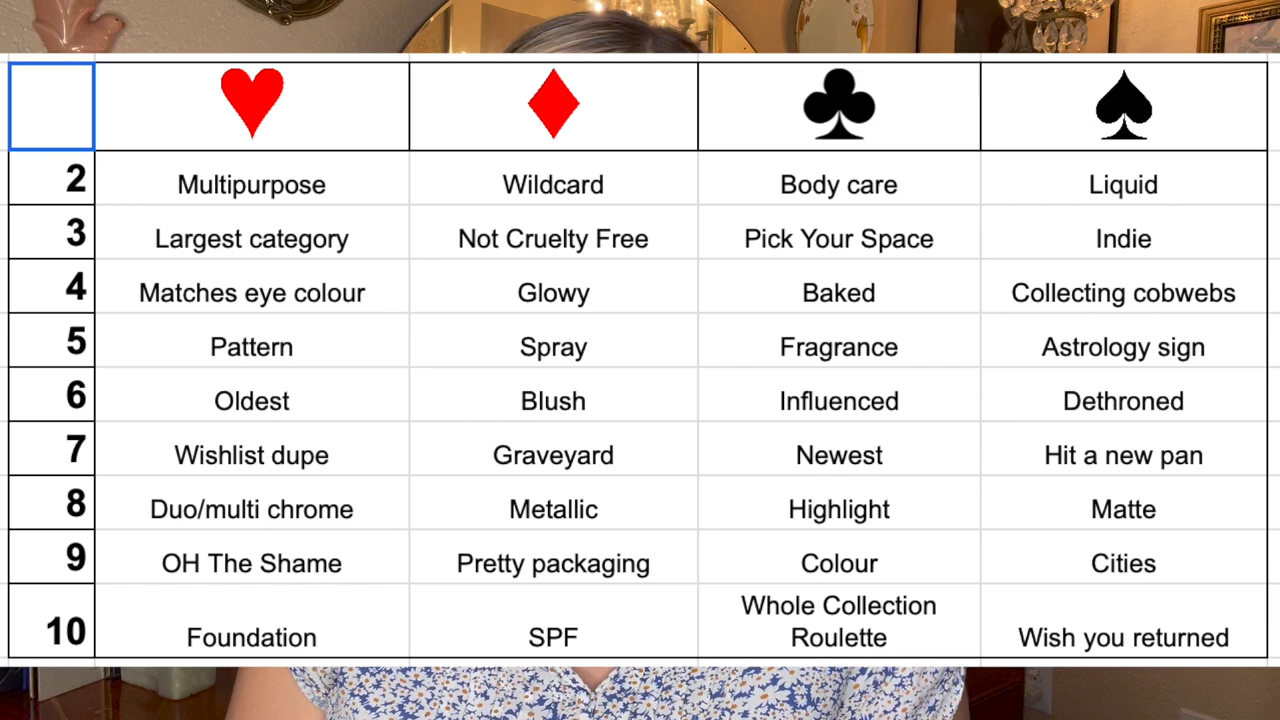 2 Multipurpose Wildcard Body care Liquid
3 Largest category Not Cruelty Free Pick Your Space Indie
4 Matches eye colour Glowy Baked Collecting cobwebs
5 Pattern Spray Fragrance Astrology sign
6 Oldest Blush Influenced Dethroned
7 Wishlist dupe Graveyard Newest Hit a new pan
8 Duo/multi chrome Metallic Highlight Matte
9 OH The Shame Pretty packaging Colour Cities
Whole Collection
10 Foundation SPF Roulette Wish you returned